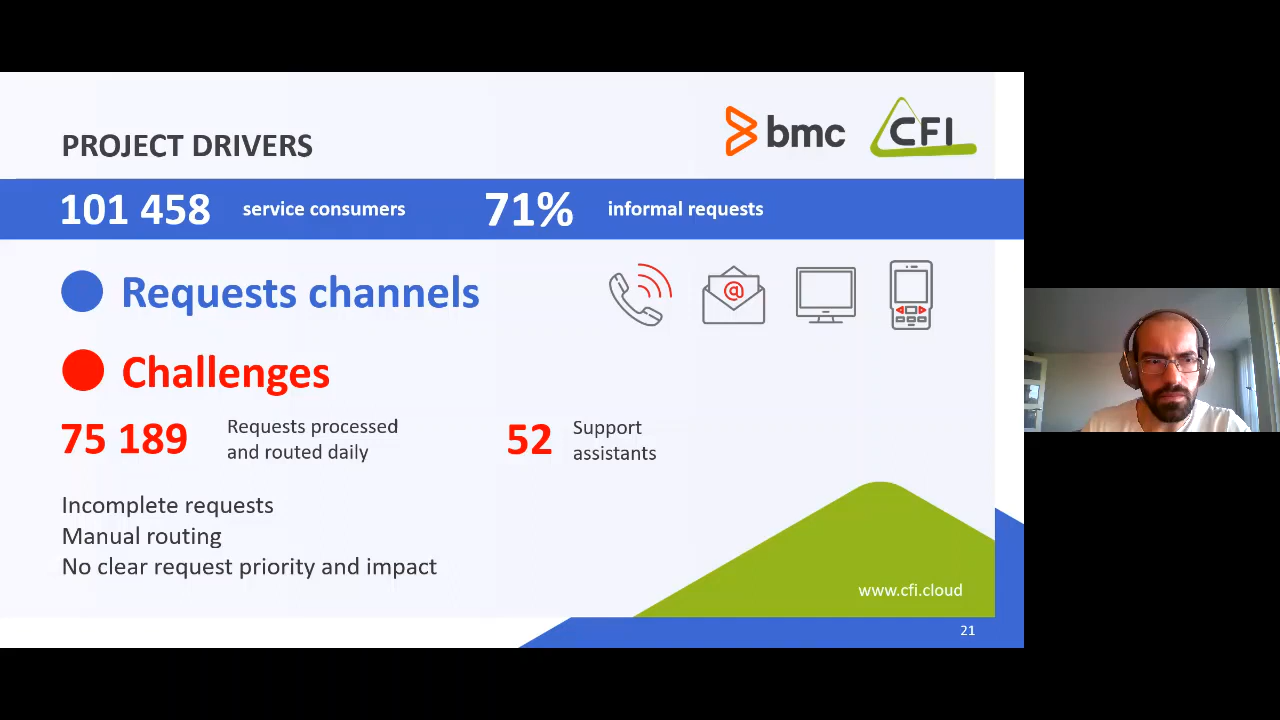 PROJECT DRIVERS
bmc
CFI
101 458 service consumers 71% informal requests
Requests channels
@
Challenges
75 189 Requests processed and routed daily
52 Support assistants
Incomplete requests
Manual routing
No clear request priority and impact
www.cfi.cloud
21